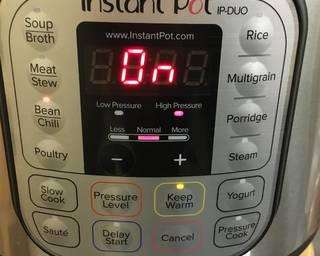 Instant Pot IP-DUO
www.InstantPot.com
Soup
Broth
Rice
On
Meat
Stew
Multigrain
Low Pressure
High Pressure
Bean
Chili
Porridge
Less
Normal
More
Poultry
−
+
Steam
Slow
Cook
Pressure
Level
Keep
Warm
Yogurt
Sauté
Delay
Start
Cancel
Pressure
Cook